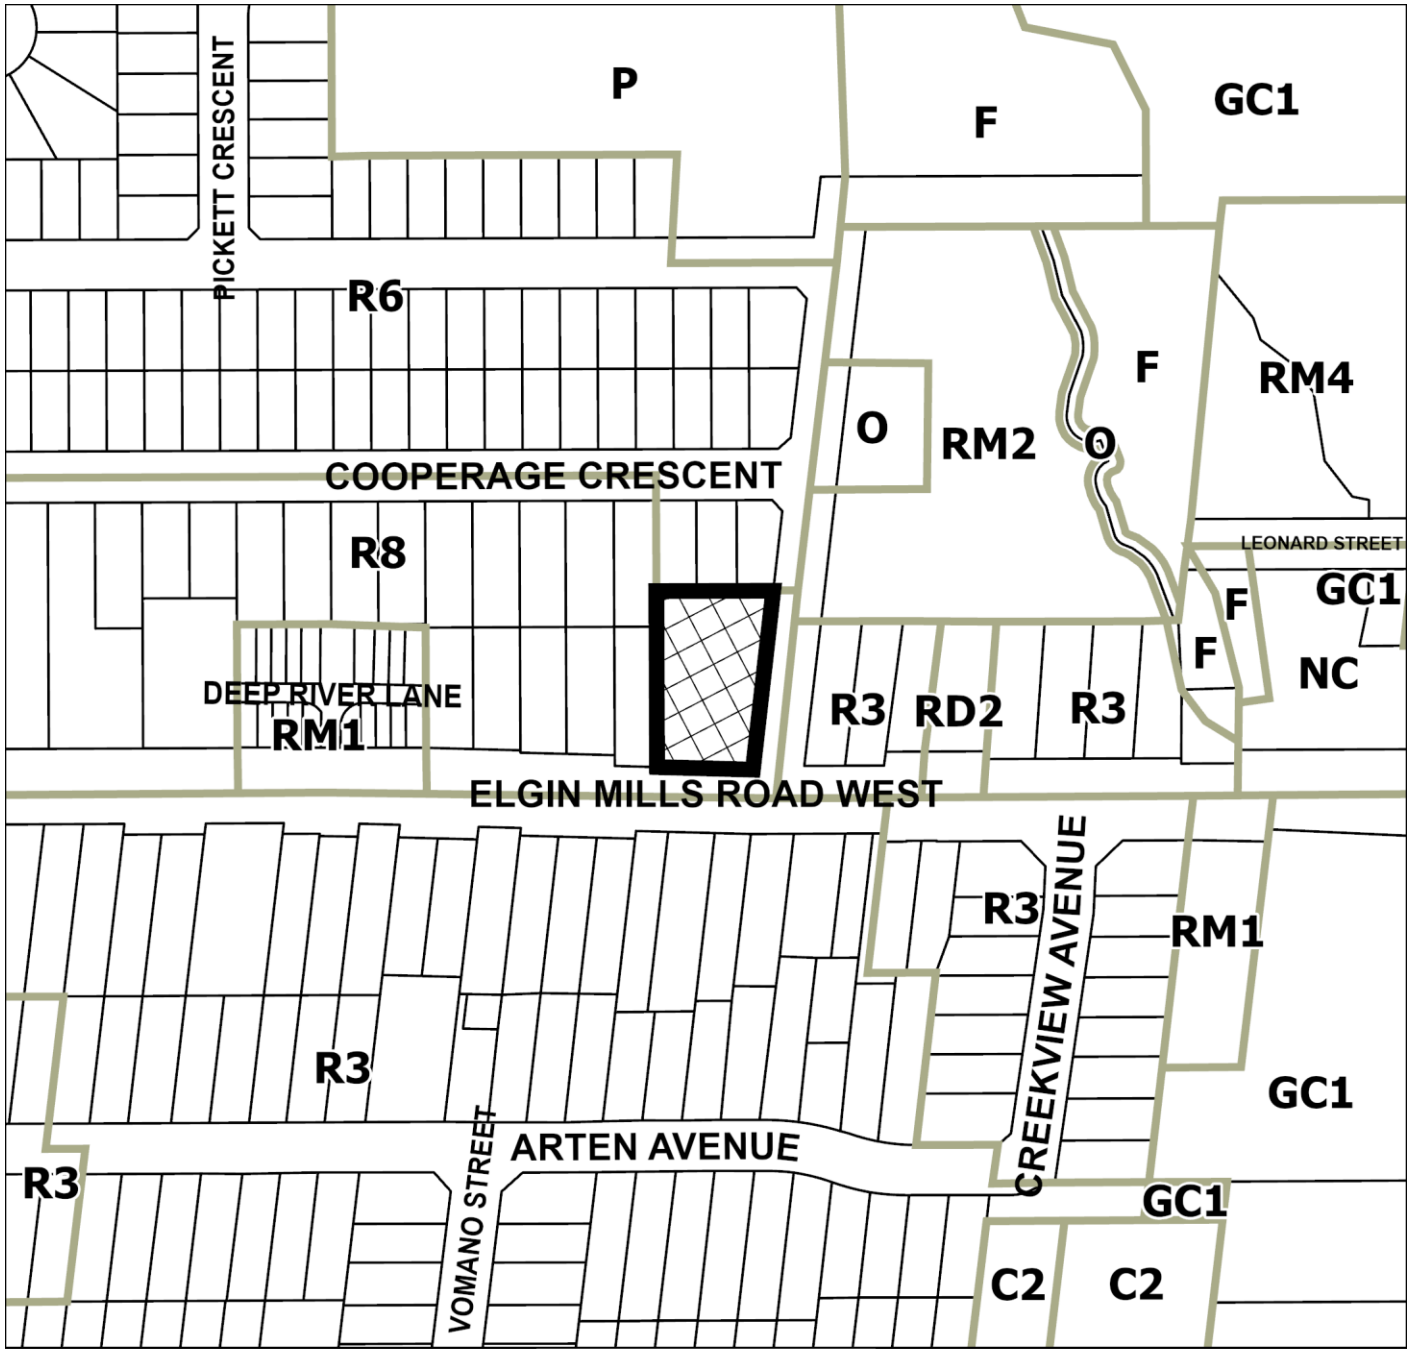 P
GC1
F
PICKETT CRESCENT
R6
F
RM4
O
RM2
O
COOPERAGE CRESCENT
LEONARD STREET
R8
GC1
F
F
NC
DEEP RIVER LANE
R3
RD2
R3
RM1
ELGIN MILLS ROAD WEST
R3
RM1
CREEKVIEW AVENUE
R3
GC1
ARTEN AVENUE
R3
VOMANO STREET
GC1
C2
C2